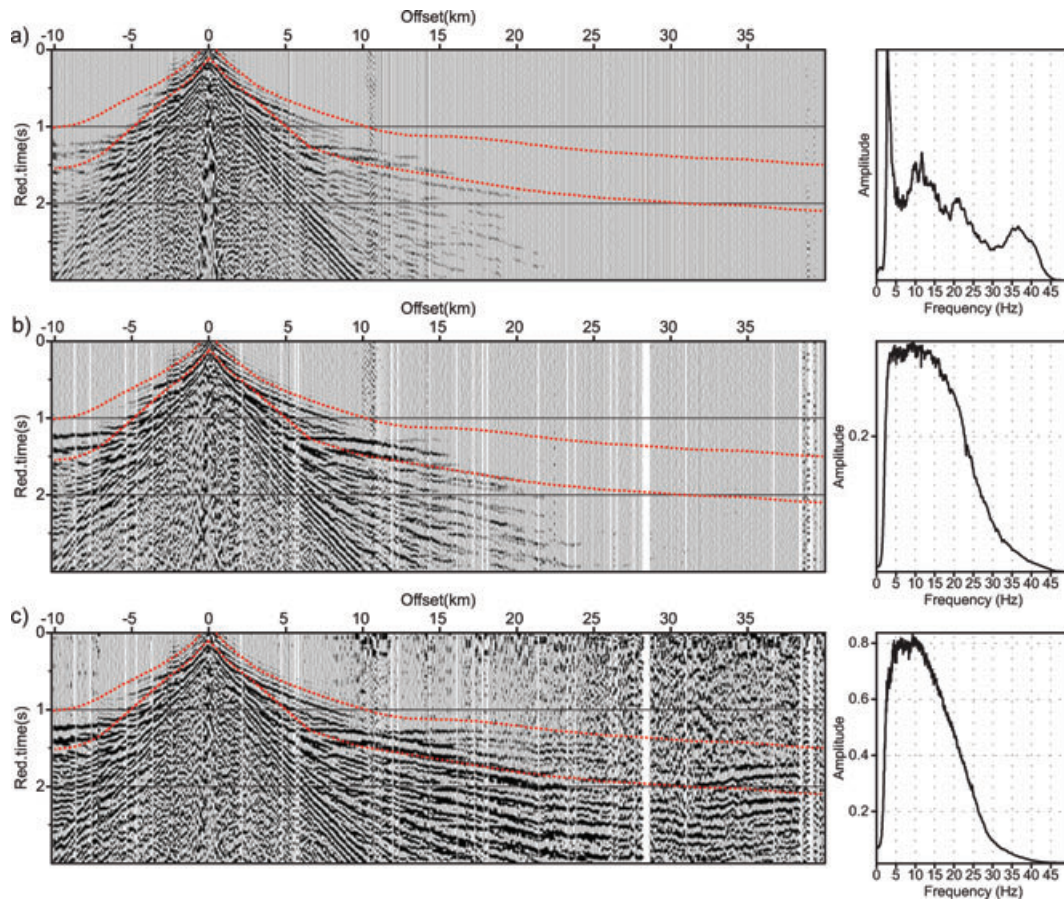 Offset(km)
a)
-10 -5 0 5 10 15 20 25 30 35
0
1
2
Red.time(s)
Amplitude
0 5 10 15 20 25 30 35 40 45
Frequency (Hz)
Offset(km)
b)
-10 -5 0 5 10 15 20 25 30 35
0
1
2
Red.time(s)
Amplitude
0.2
0 5 10 15 20 25 30 35 40 45
Frequency (Hz)
Offset(km)
c)
-10 -5 0 5 10 15 20 25 30 35
0
1
2
Red.time(s)
Amplitude
0.8
0.6
0.4
0.2
0 5 10 15 20 25 30 35 40 45
Frequency (Hz)